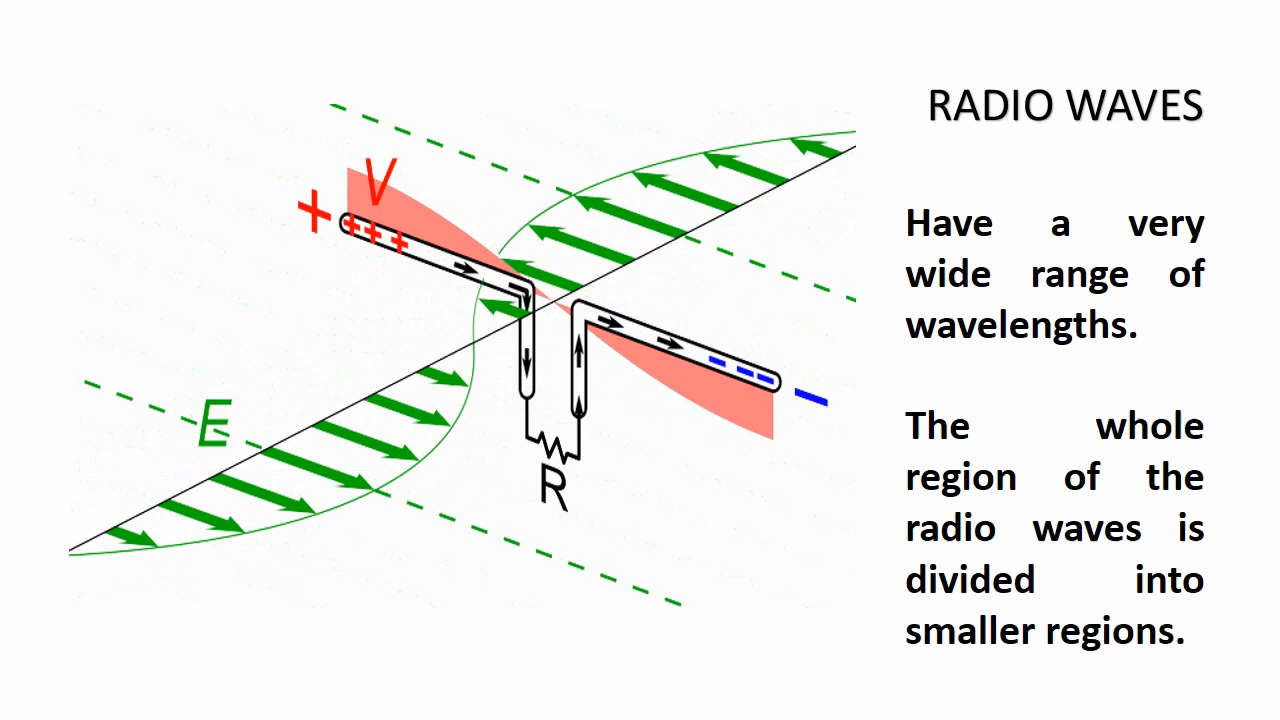 RADIO WAVES
V
+
+ + +
- - -
-
E
R
Have a very
wide range of
wavelengths.
The whole
region of the
radio waves is
divided into
smaller regions.